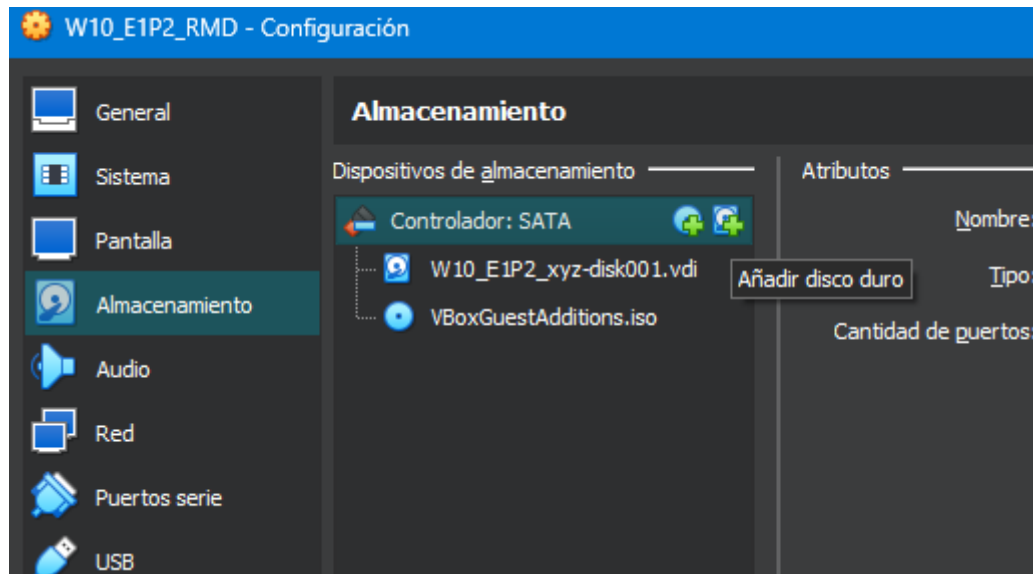 W10_E1P2_RMD - Configuración
General
Sistema
Pantalla
Almacenamiento
Audio
Red
Puertos serie
USB
Almacenamiento
Dispositivos de almacenamiento
Controlador: SATA
W10_E1P2_xyz-disk001.vdi
VBoxGuestAdditions.iso
Añadir disco duro
Atributos
Nombre:
Tipo:
Cantidad de puertos: